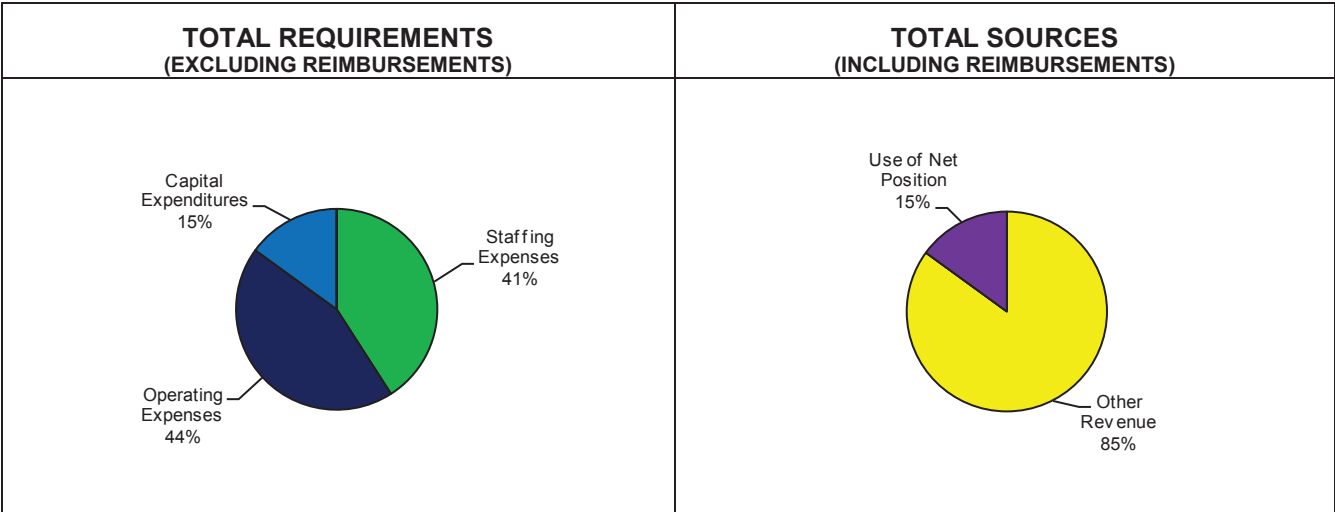 TOTAL REQUIREMENTS
(EXCLUDING REIMBURSEMENTS)
Capital
Expenditures
15%
Staffing
Expenses
41%
Operating
Expenses
44%
TOTAL SOURCES
(INCLUDING REIMBURSEMENTS)
Use of Net
Position
15%
Other
Revenue
85%